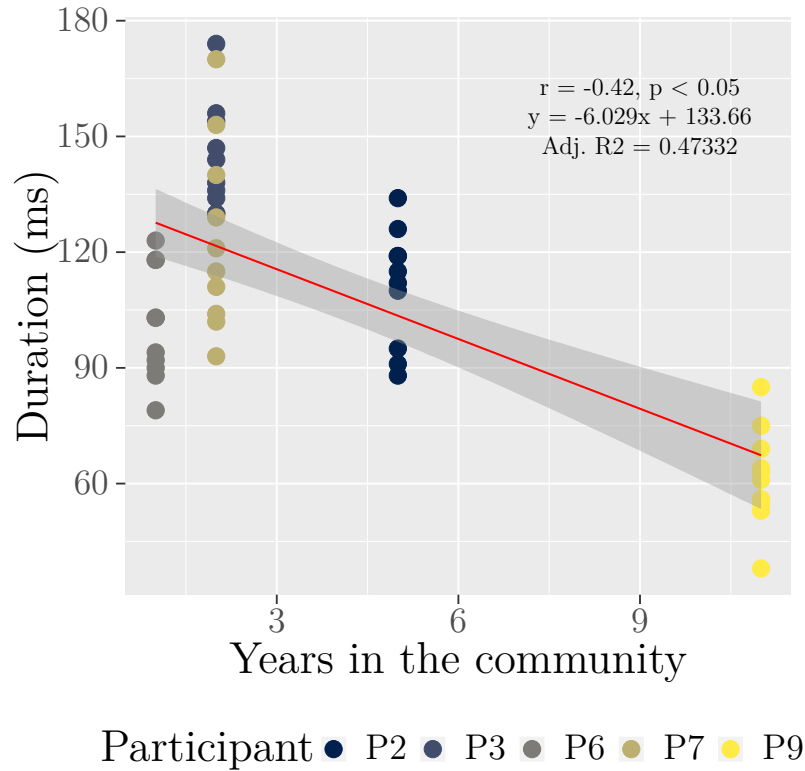 180
150
120
90
60
Duration (ms)
r = -0.42, p < 0.05
y = -6.029x + 133.66
Adj. R2 = 0.47332
3 6 9
Years in the community
Participant P2 P3 P6 P7 P9